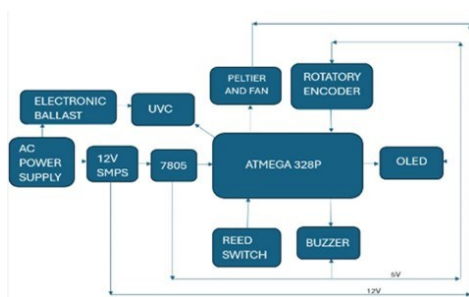 PELTIER
AND FAN
ROTATORY
ENCODER
ELECTRONIC
BALLAST
UVC
AC
POWER
SUPPLY
12V
SMPS
7805
ATMEGA 328P
OLED
REED
SWITCH
BUZZER
5V
12V